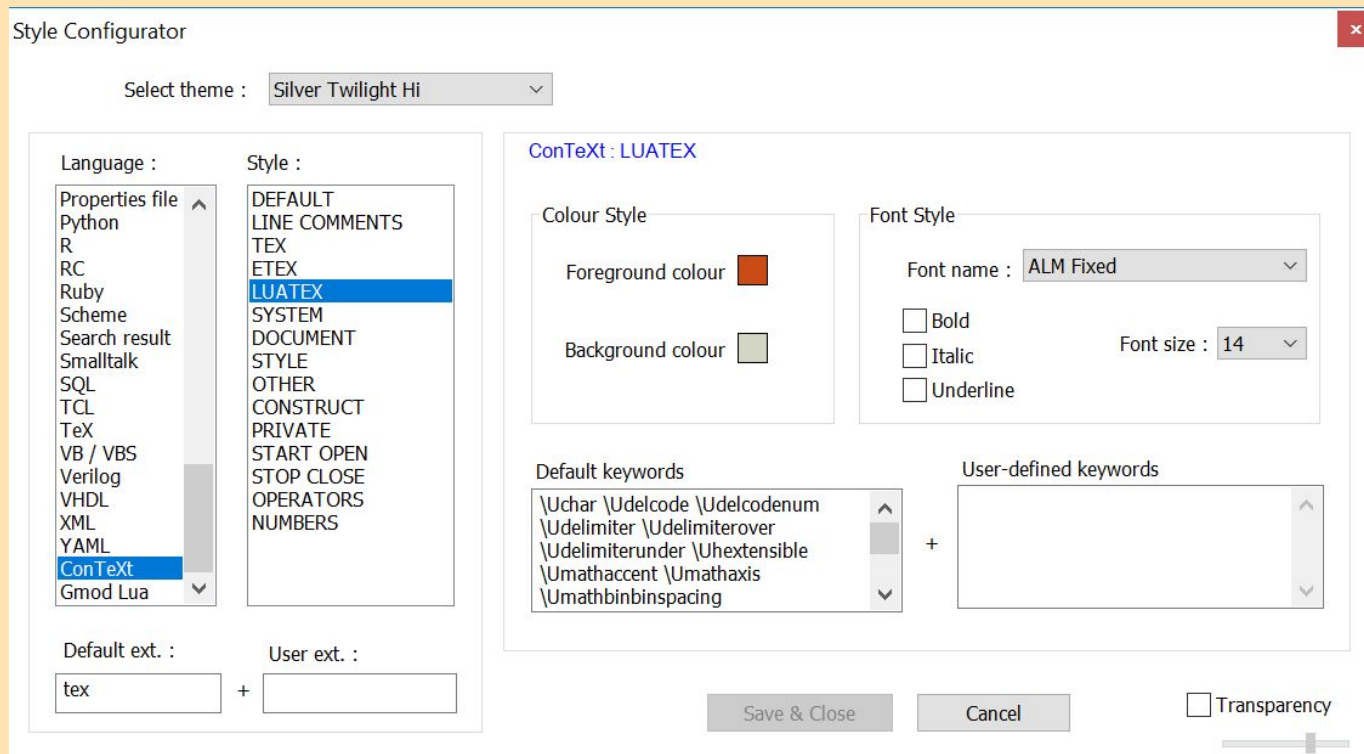 Style Configurator
×
Select theme : Silver Twilight Hi
Language :
Properties file
Python
R
RC
Ruby
Scheme
Search result
Smalltalk
SQL
TCL
TeX
VB / VBS
Verilog
VHDL
XML
YAML
ConTeXt
Gmod Lua
Style :
DEFAULT
LINE COMMENTS
TEX
ETEX
LUATEX
SYSTEM
DOCUMENT
STYLE
OTHER
CONSTRUCT
PRIVATE
START OPEN
STOP CLOSE
OPERATORS
NUMBERS
Default ext. :
tex
+
User ext. :
ConTeXt : LUATEX
Colour Style
Foreground colour
Background colour
Font Style
Font name : ALM Fixed
Bold
Italic
Underline
Font size : 14
Default keywords
\Uchar \Udelcode \Udelcodenum
\Udelimiter \Udelimiterover
\Udelimiterunder \Uhextensible
\Umathaccent \Umathaxis
\Umathbinbinspacing
+
User-defined keywords
Save & Close
Cancel
Transparency